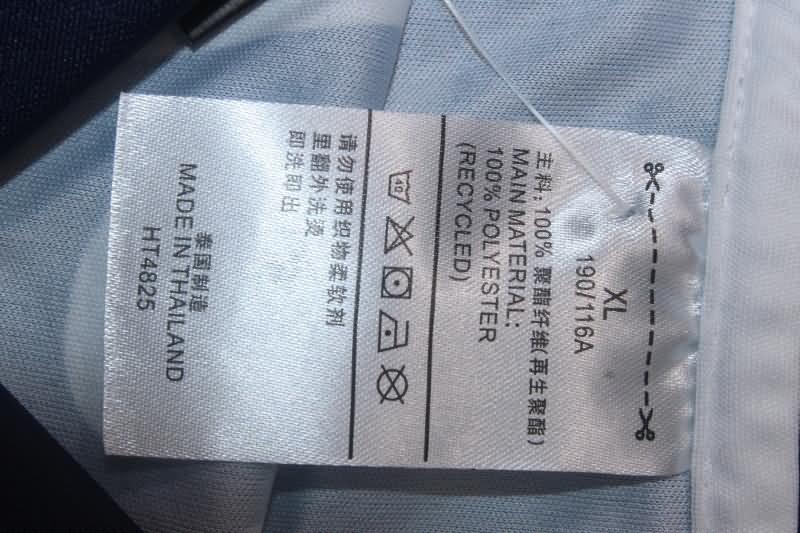 XL
190/116A
主料：100% 聚酯纤维(再生聚酯)
MAIN MATERIAL:
100% POLYESTER
(RECYCLED)
40
请勿使用织物柔软剂
里翻外洗烫
即洗即出
泰国制造
MADE IN THAILAND
HT4825